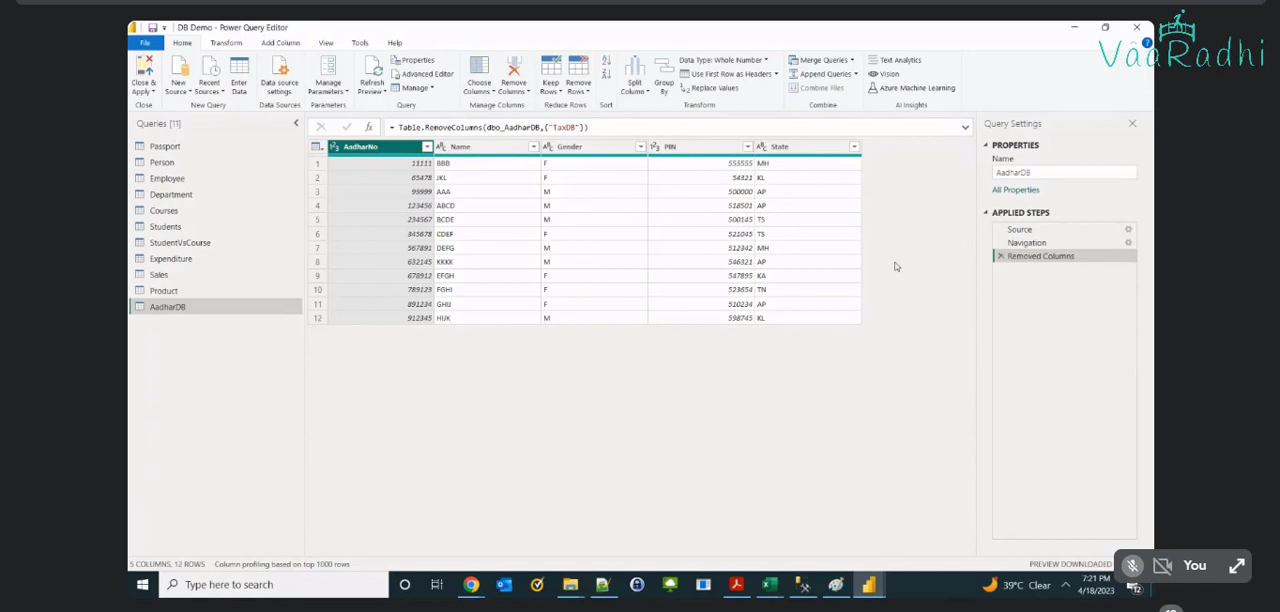 DB Demo - Power Query Editor
VaaRadhi
File Home Transform Add Column View Tools Help
Close & Apply
New Source
Recent Sources
Enter Data
Data source settings
Manage Parameters
Refresh Preview
Properties
Advanced Editor
Manage
Choose Columns
Remove Columns
Keep Rows
Remove Rows
Split Column
Group By
Data Type: Whole Number
Use First Row as Headers
Replace Values
Merge Queries
Append Queries
Combine Files
Text Analytics
Vision
Azure Machine Learning
Close New Query Data Sources Parameters Query Manage Columns Reduce Rows Sort Transform Combine AI Insights
Queries [11]
Passport
Person
Employee
Department
Courses
Students
StudentVsCourse
Expenditure
Sales
Product
AadharDB
= Table.RemoveColumns(dbo_AadharDB,{"TaxDB"})
AadharNo Name Gender PIN State
1 11111 BBB F 555555 MH
2 65478 JKL F 54321 KL
3 99999 AAA M 500000 AP
4 123456 ABCD M 518501 AP
5 234567 BCDE M 500145 TS
6 345678 CDEF F 521045 TS
7 567891 DEFG M 512342 MH
8 632145 KKKK M 546321 AP
9 678912 EFGH F 547895 KA
10 789123 FGHI F 523654 TN
11 891234 GHIJ F 510234 AP
12 912345 HIJK M 598745 KL
Query Settings
PROPERTIES
Name
AadharDB
All Properties
APPLIED STEPS
Source
Navigation
Removed Columns
5 COLUMNS, 12 ROWS Column profiling based on top 1000 rows
PREVIEW DOWNLOADED
You
Type here to search
39°C Clear
7:21 PM
4/18/2023
12